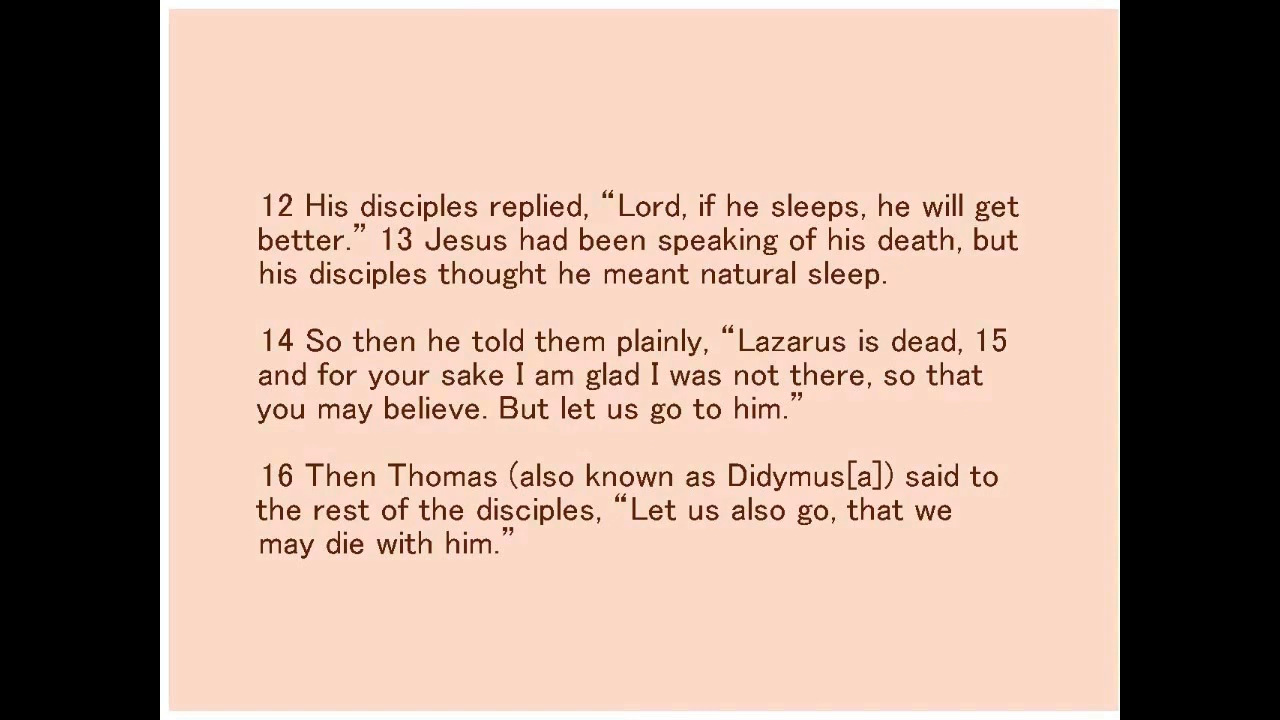 12 His disciples replied, “Lord, if he sleeps, he will get
better.” 13 Jesus had been speaking of his death, but
his disciples thought he meant natural sleep.
14 So then he told them plainly, “Lazarus is dead, 15
and for your sake I am glad I was not there, so that
you may believe. But let us go to him.”
16 Then Thomas (also known as Didymus[a]) said to
the rest of the disciples, “Let us also go, that we
may die with him.”